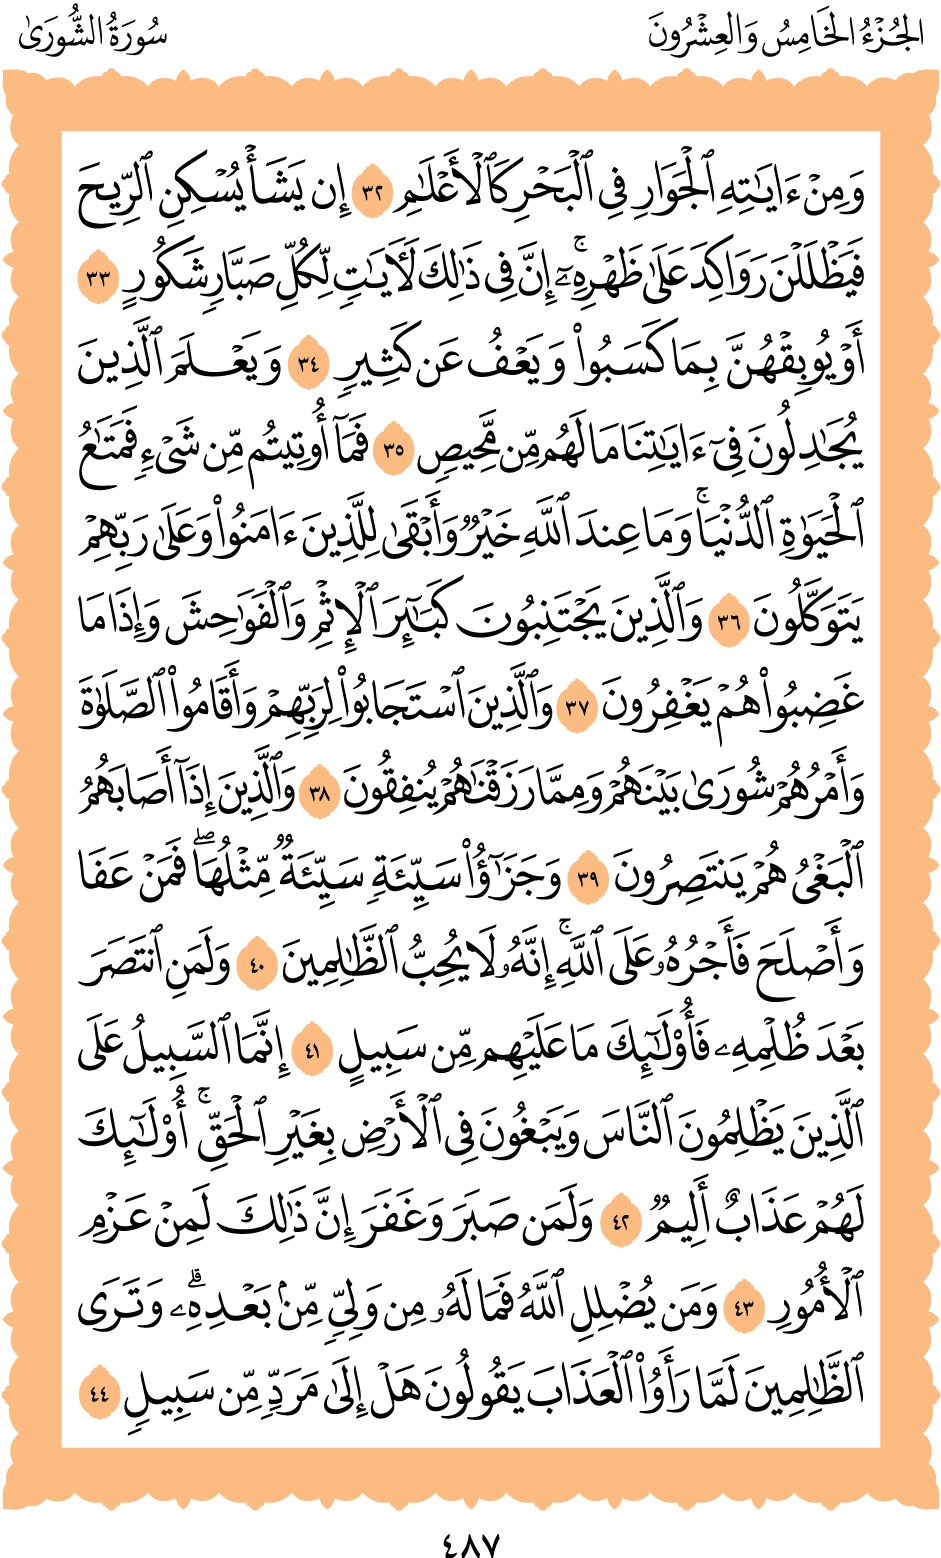 الجُزْءُ الخَامِسُ وَالعِشْرُونَ
سُورَةُ الشُّورَىٰ
وَمِنْ ءَايَٰتِهِ ٱلْجَوَارِ فِى ٱلْبَحْرِ كَٱلْأَعْلَٰمِ ٣٢ إِن يَشَأْ يُسْكِنِ ٱلرِّيحَ
فَيَظْلَلْنَ رَوَاكِدَ عَلَىٰ ظَهْرِهِۦٓ ۚ إِنَّ فِى ذَٰلِكَ لَءَايَٰتٍ لِّكُلِّ صَبَّارٍ شَكُورٍ ٣٣
أَوْ يُوبِقْهُنَّ بِمَا كَسَبُوا۟ وَيَعْفُ عَن كَثِيرٍ ٣٤ وَيَعْلَمَ ٱلَّذِينَ
يُجَٰدِلُونَ فِىٓ ءَايَٰتِنَا مَا لَهُم مِّن مَّحِيصٍ ٣٥ فَمَآ أُوتِيتُم مِّن شَىْءٍ فَمَتَٰعُ
ٱلْحَيَوٰةِ ٱلدُّنْيَا ۚ وَمَا عِندَ ٱللَّهِ خَيْرٌ وَأَبْقَىٰ لِلَّذِينَ ءَامَنُوا۟ وَعَلَىٰ رَبِّهِمْ
يَتَوَكَّلُونَ ٣٦ وَٱلَّذِينَ يَجْتَنِبُونَ كَبَٰٓئِرَ ٱلْإِثْمِ وَٱلْفَوَٰحِشَ وَإِذَا مَا
غَضِبُوا۟ هُمْ يَغْفِرُونَ ٣٧ وَٱلَّذِينَ ٱسْتَجَابُوا۟ لِرَبِّهِمْ وَأَقَامُوا۟ ٱلصَّلَوٰةَ
وَأَمْرُهُمْ شُورَىٰ بَيْنَهُمْ وَمِمَّا رَزَقْنَٰهُمْ يُنفِقُونَ ٣٨ وَٱلَّذِينَ إِذَآ أَصَابَهُمُ
ٱلْبَغْىُ هُمْ يَنتَصِرُونَ ٣٩ وَجَزَٰٓؤُا۟ سَيِّئَةٍ سَيِّئَةٌ مِّثْلُهَا ۖ فَمَنْ عَفَا
وَأَصْلَحَ فَأَجْرُهُۥ عَلَى ٱللَّهِ ۚ إِنَّهُۥ لَا يُحِبُّ ٱلظَّٰلِمِينَ ٤٠ وَلَمَنِ ٱنتَصَرَ
بَعْدَ ظُلْمِهِۦ فَأُو۟لَٰٓئِكَ مَا عَلَيْهِم مِّن سَبِيلٍ ٤١ إِنَّمَا ٱلسَّبِيلُ عَلَى
ٱلَّذِينَ يَظْلِمُونَ ٱلنَّاسَ وَيَبْغُونَ فِى ٱلْأَرْضِ بِغَيْرِ ٱلْحَقِّ ۚ أُو۟لَٰٓئِكَ
لَهُمْ عَذَابٌ أَلِيمٌ ٤٢ وَلَمَن صَبَرَ وَغَفَرَ إِنَّ ذَٰلِكَ لَمِنْ عَزْمِ
ٱلْأُمُورِ ٤٣ وَمَن يُضْلِلِ ٱللَّهُ فَمَا لَهُۥ مِن وَلِىٍّ مِّنۢ بَعْدِهِۦ ۗ وَتَرَى
ٱلظَّٰلِمِينَ لَمَّا رَأَوُا۟ ٱلْعَذَابَ يَقُولُونَ هَلْ إِلَىٰ مَرَدٍّ مِّن سَبِيلٍ ٤٤
٤٨٧